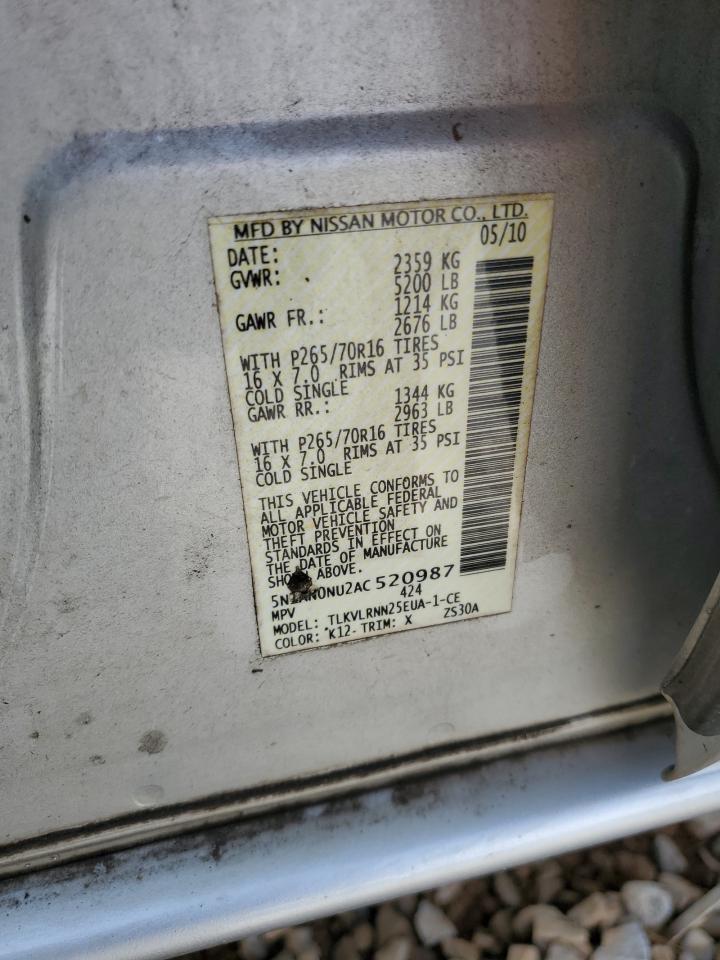 MFD BY NISSAN MOTOR CO., LTD.
DATE: 05/10
GVWR: 2359 KG
5200 LB
GAWR FR.: 1214 KG
2676 LB
WITH P265/70R16 TIRES
16 X 7.0 RIMS AT 35 PSI
COLD SINGLE
GAWR RR.: 1344 KG
2963 LB
WITH P265/70R16 TIRES
16 X 7.0 RIMS AT 35 PSI
COLD SINGLE
THIS VEHICLE CONFORMS TO
ALL APPLICABLE FEDERAL
MOTOR VEHICLE SAFETY AND
THEFT PREVENTION
STANDARDS IN EFFECT ON
THE DATE OF MANUFACTURE
ABOVE.
520987
MPV 424
MODEL: TLKVLRNN25EUA-1-CE
COLOR: K12- TRIM: X ZS30A